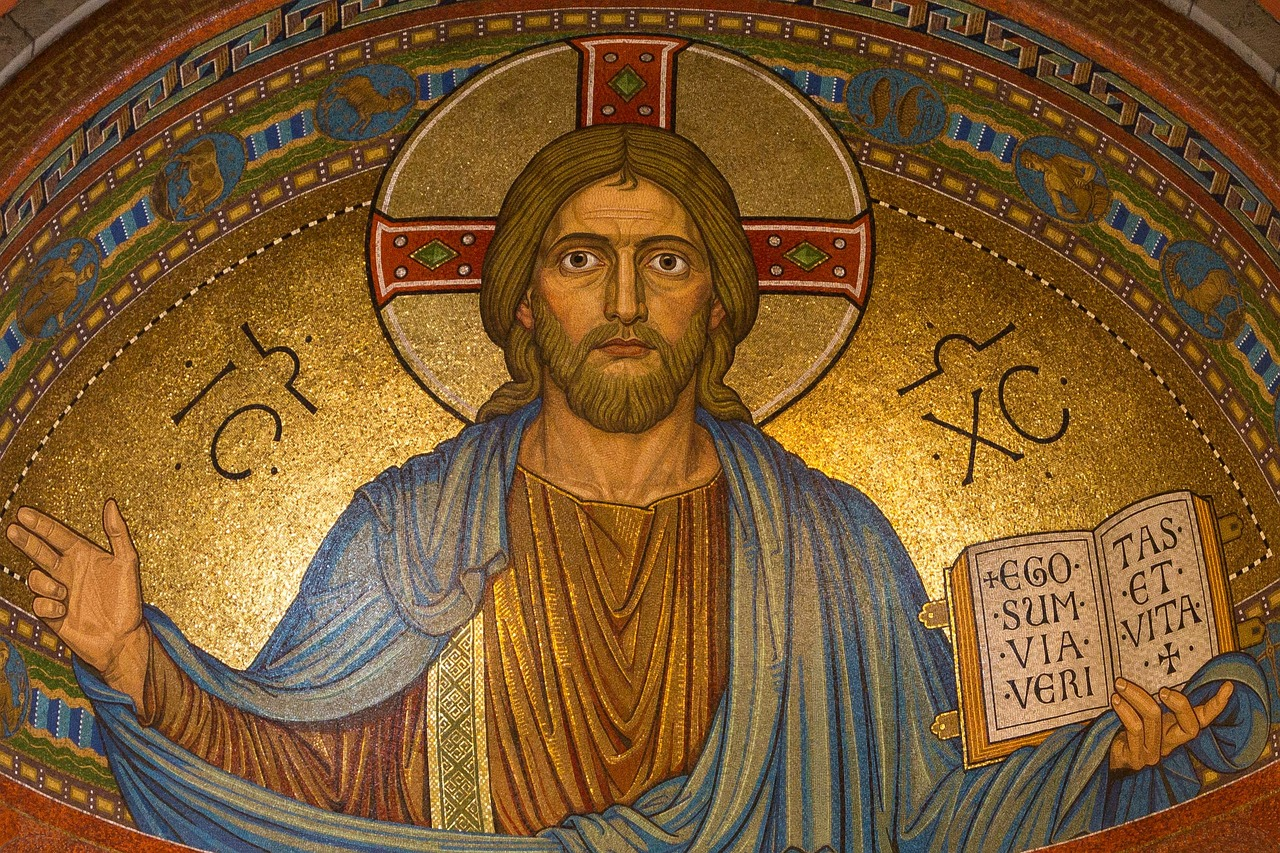 IC
XC
+EGO·
·SUM·
·VIA·
·VERI
TAS·
·ET·
·VITA·
·+·